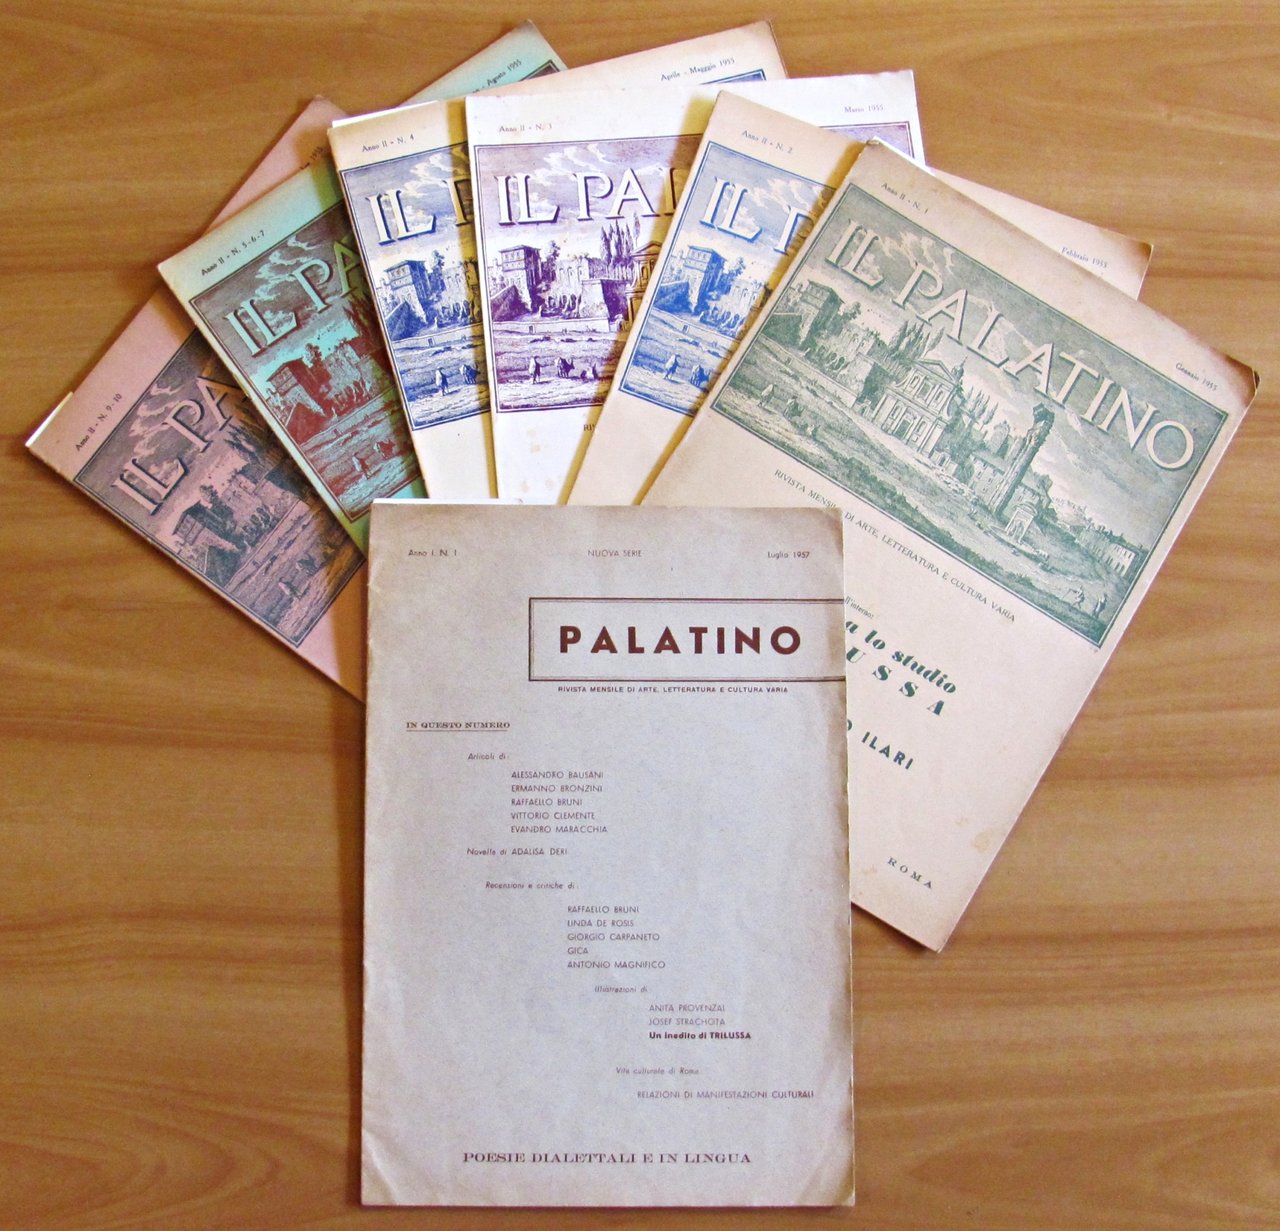 Agosto 1955
Aprile - Maggio 1955
Marzo 1955
Anno II - N. 4
Anno II - N. 3
Anno II - N. 2
Anno II - N. 1
IL
IL PALA
IL
IL PALATINO
Febbraio 1955
Gennaio 1955
Anno II - N. 5-6-7
IL PA
Anno II - N. 9-10
IL PA
RIVISTA MENSILE DI ARTE, LETTERATURA E CULTURA VARIA
all'interno:
lo studio
USSA
ILARI
ROMA
Anno I. N. 1 NUOVA SERIE Luglio 1957
PALATINO
RIVISTA MENSILE DI ARTE, LETTERATURA E CULTURA VARIA
IN QUESTO NUMERO
Articoli di:
ALESSANDRO BAUSANI
ERMANNO BRONZINI
RAFFAELLO BRUNI
VITTORIO CLEMENTE
EVANDRO MARACCHIA
Novelle di ADALISA DERI
Recensioni e critiche di:
RAFFAELLO BRUNI
LINDA DE ROSIS
GIORGIO CARPANETO
GICA
ANTONIO MAGNIFICO
Illustrazioni di
ANITA PROVENZAL
JOSEF STRACHOTA
Un inedito di TRILUSSA
Vita culturale di Roma
RELAZIONI DI MANIFESTAZIONI CULTURALI
POESIE DIALETTALI E IN LINGUA